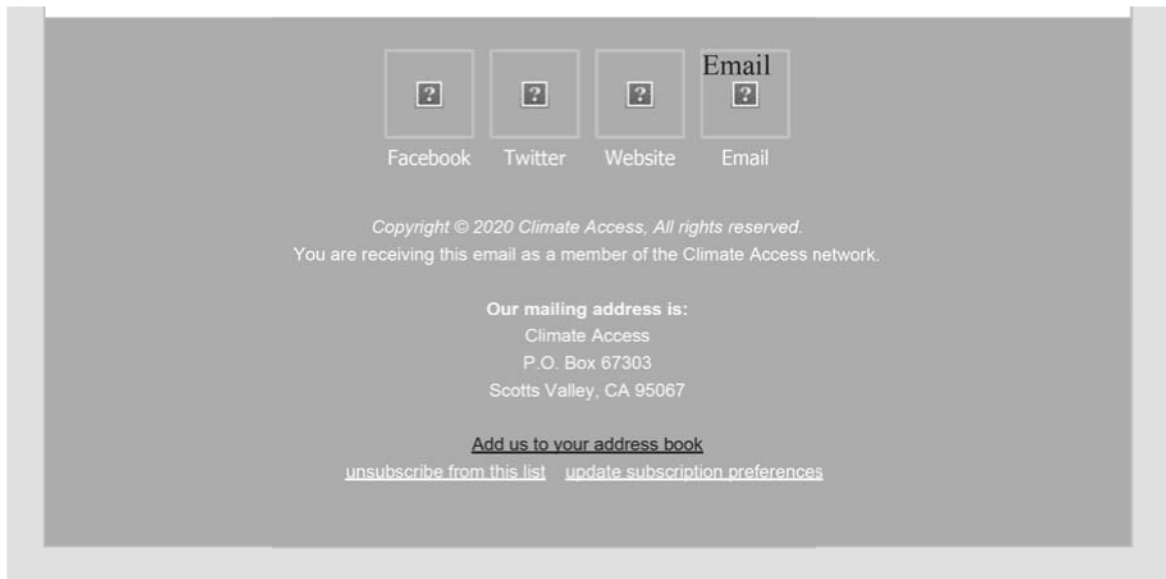 Email
Facebook Twitter Website Email
Copyright © 2020 Climate Access, All rights reserved.
You are receiving this email as a member of the Climate Access network.
Our mailing address is:
Climate Access
P.O. Box 67303
Scotts Valley, CA 95067
Add us to your address book
unsubscribe from this list update subscription preferences